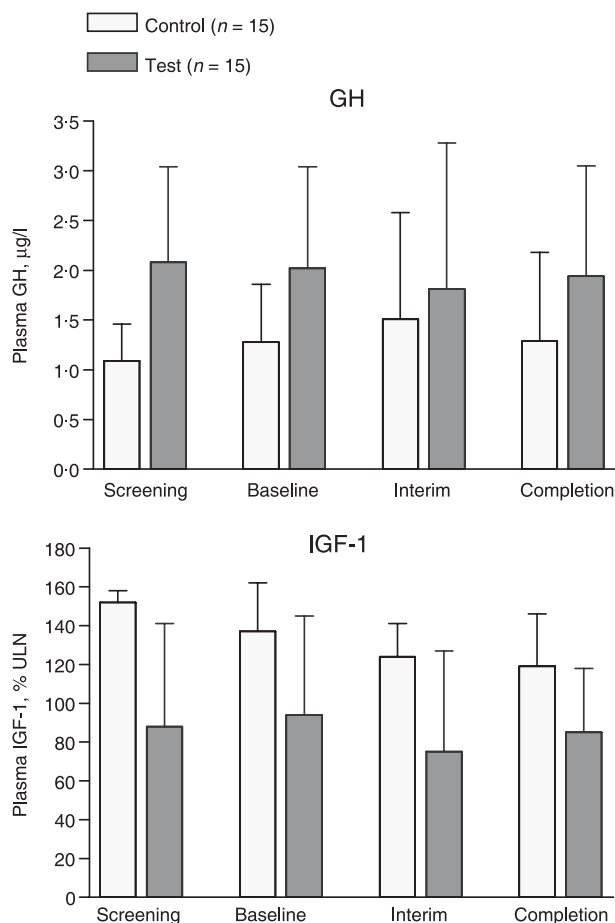 Control (n = 15)
Test (n = 15)
GH
Plasma GH, µg/l
3·5
3·0
2·5
2·0
1·5
1·0
0·5
0·0
Screening Baseline Interim Completion
IGF-1
Plasma IGF-1, % ULN
180
160
140
120
100
80
60
40
20
0
Screening Baseline Interim Completion